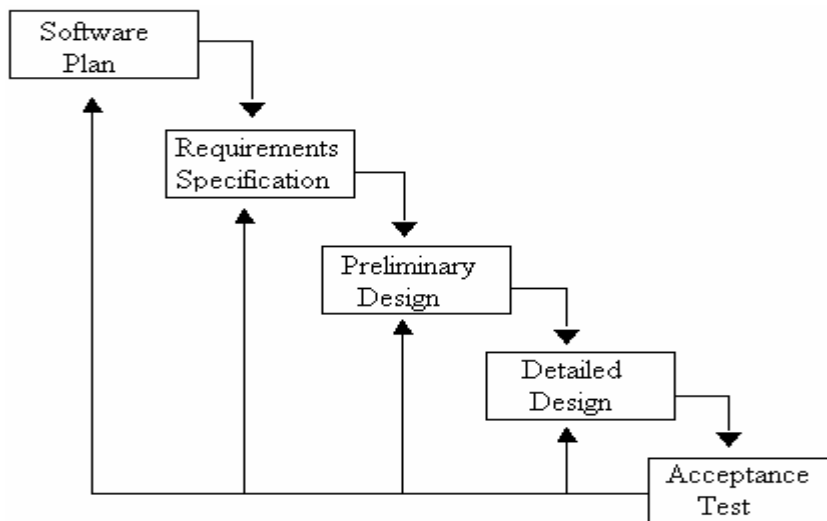 Software
Plan
Requirements
Specification
Preliminary
Design
Detailed
Design
Acceptance
Test